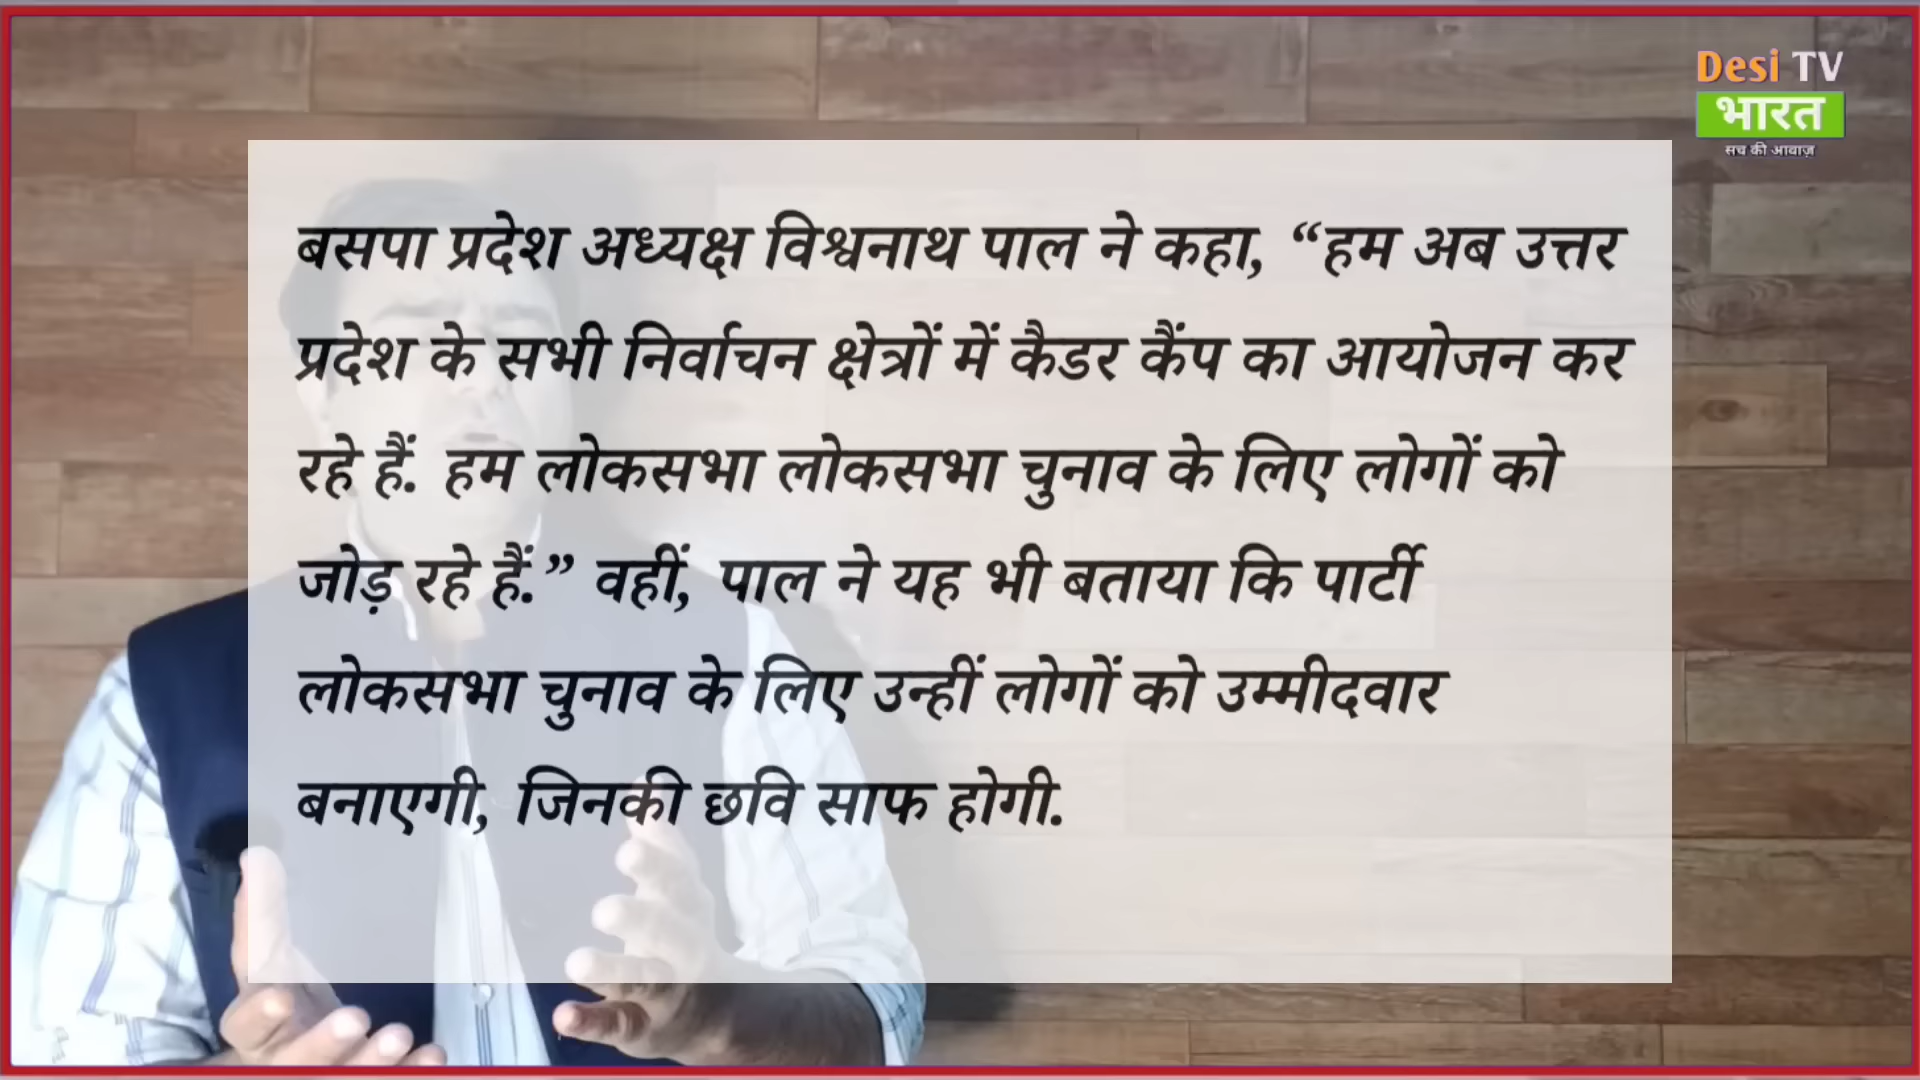 Desi TV
भारत
सच की आवाज़
बसपा प्रदेश अध्यक्ष विश्वनाथ पाल ने कहा, “हम अब उत्तर
प्रदेश के सभी निर्वाचन क्षेत्रों में कैडर कैंप का आयोजन कर
रहे हैं. हम लोकसभा लोकसभा चुनाव के लिए लोगों को
जोड़ रहे हैं.” वहीं, पाल ने यह भी बताया कि पार्टी
लोकसभा चुनाव के लिए उन्हीं लोगों को उम्मीदवार
बनाएगी, जिनकी छवि साफ होगी.